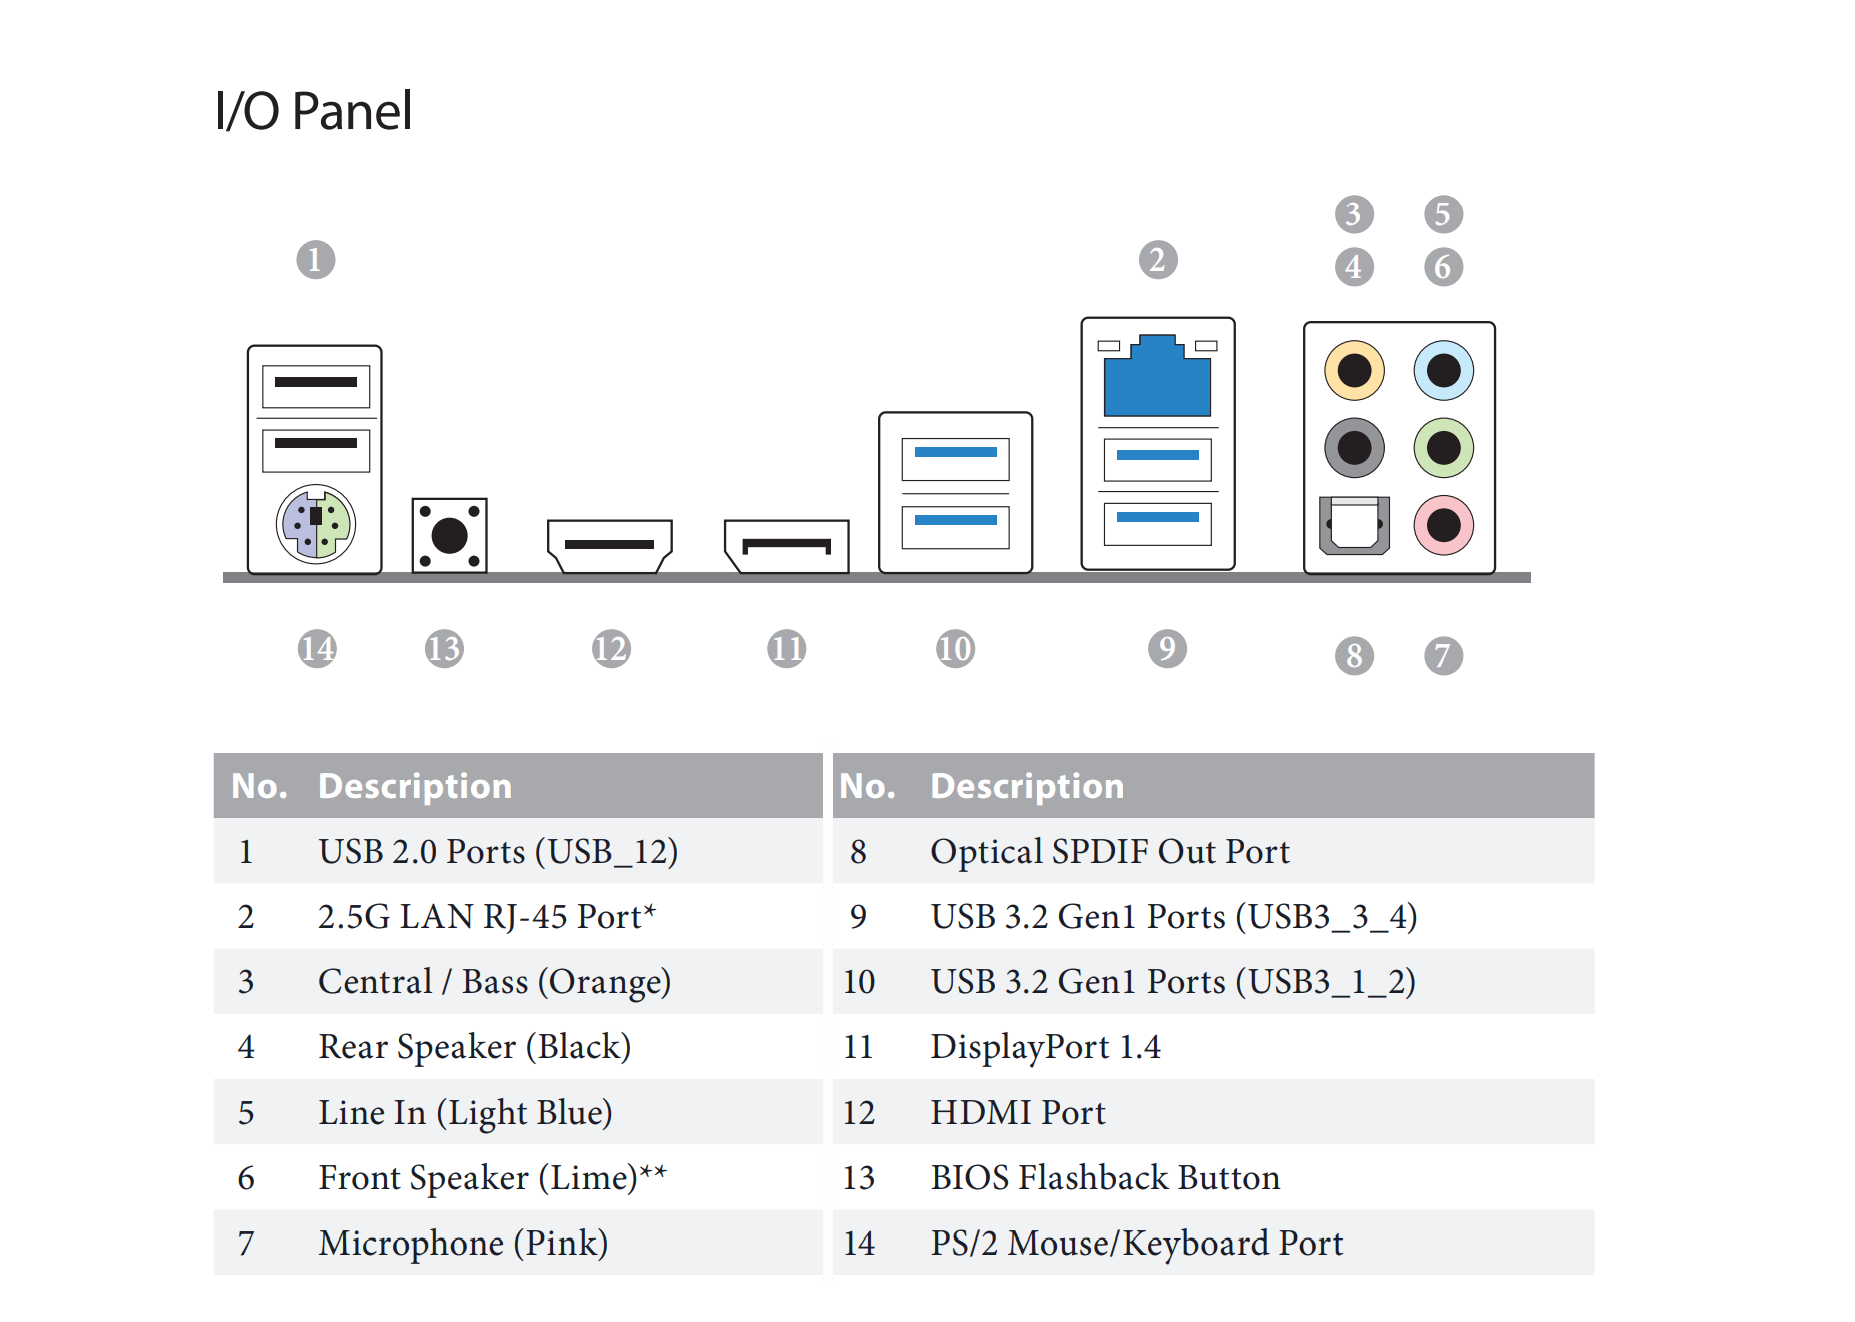 I/O Panel
3 5
1 2 4 6
14 13 12 11 10 9 8 7
No. Description No. Description
1 USB 2.0 Ports (USB_12) 8 Optical SPDIF Out Port
2 2.5G LAN RJ-45 Port* 9 USB 3.2 Gen1 Ports (USB3_3_4)
3 Central / Bass (Orange) 10 USB 3.2 Gen1 Ports (USB3_1_2)
4 Rear Speaker (Black) 11 DisplayPort 1.4
5 Line In (Light Blue) 12 HDMI Port
6 Front Speaker (Lime)** 13 BIOS Flashback Button
7 Microphone (Pink) 14 PS/2 Mouse/Keyboard Port